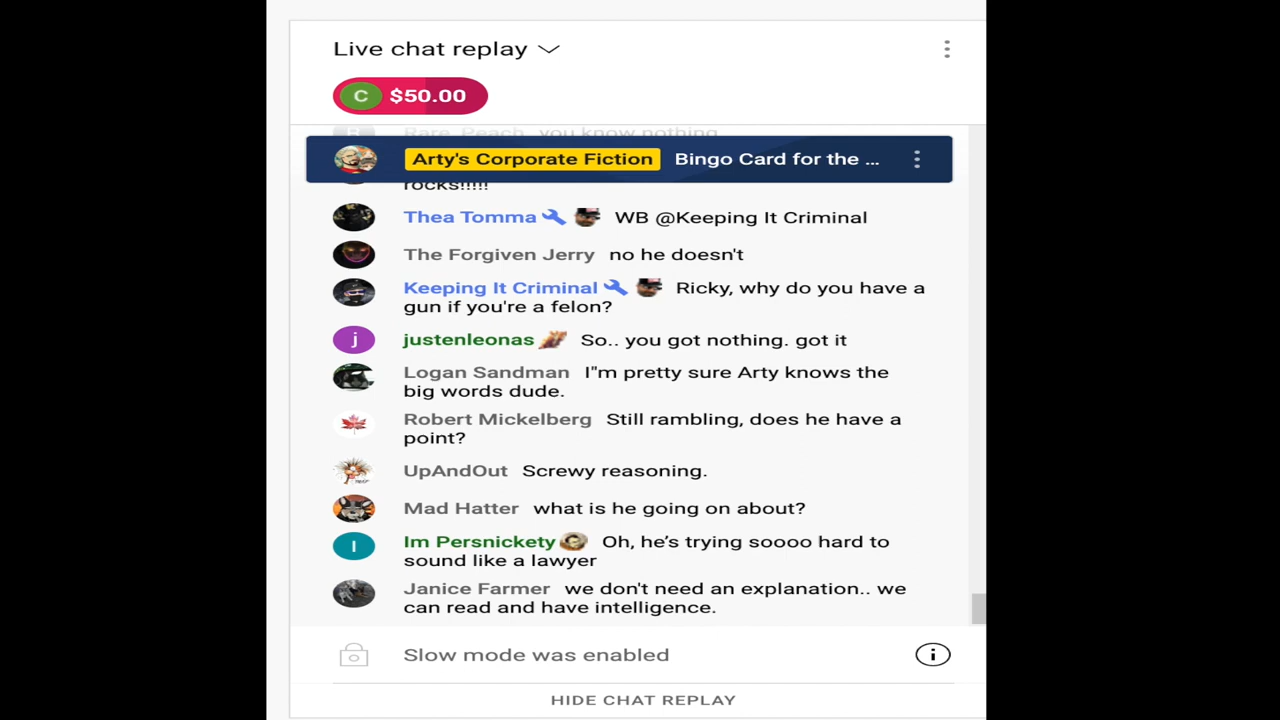 Live chat replay
C $50.00
Rare_Peach you know nothing
Arty's Corporate Fiction Bingo Card for the ...
rocks!!!!!
Thea Tomma WB @Keeping It Criminal
The Forgiven Jerry no he doesn't
Keeping It Criminal Ricky, why do you have a
gun if you're a felon?
j justenleonas So.. you got nothing. got it
Logan Sandman I"m pretty sure Arty knows the
big words dude.
Robert Mickelberg Still rambling, does he have a
point?
UpAndOut Screwy reasoning.
Mad Hatter what is he going on about?
I Im Persnickety Oh, he’s trying soooo hard to
sound like a lawyer
Janice Farmer we don't need an explanation.. we
can read and have intelligence.
Slow mode was enabled
HIDE CHAT REPLAY